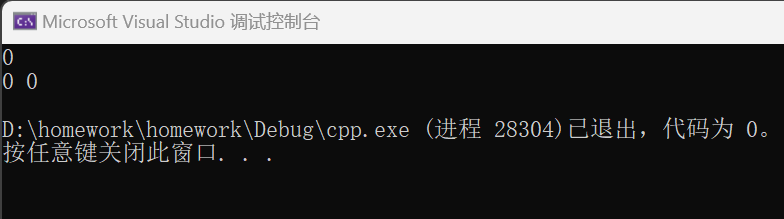 C:\ Microsoft Visual Studio 调试控制台
0
0 0
D:\homework\homework\Debug\cpp.exe (进程 28304)已退出，代码为 0。
按任意键关闭此窗口. . .